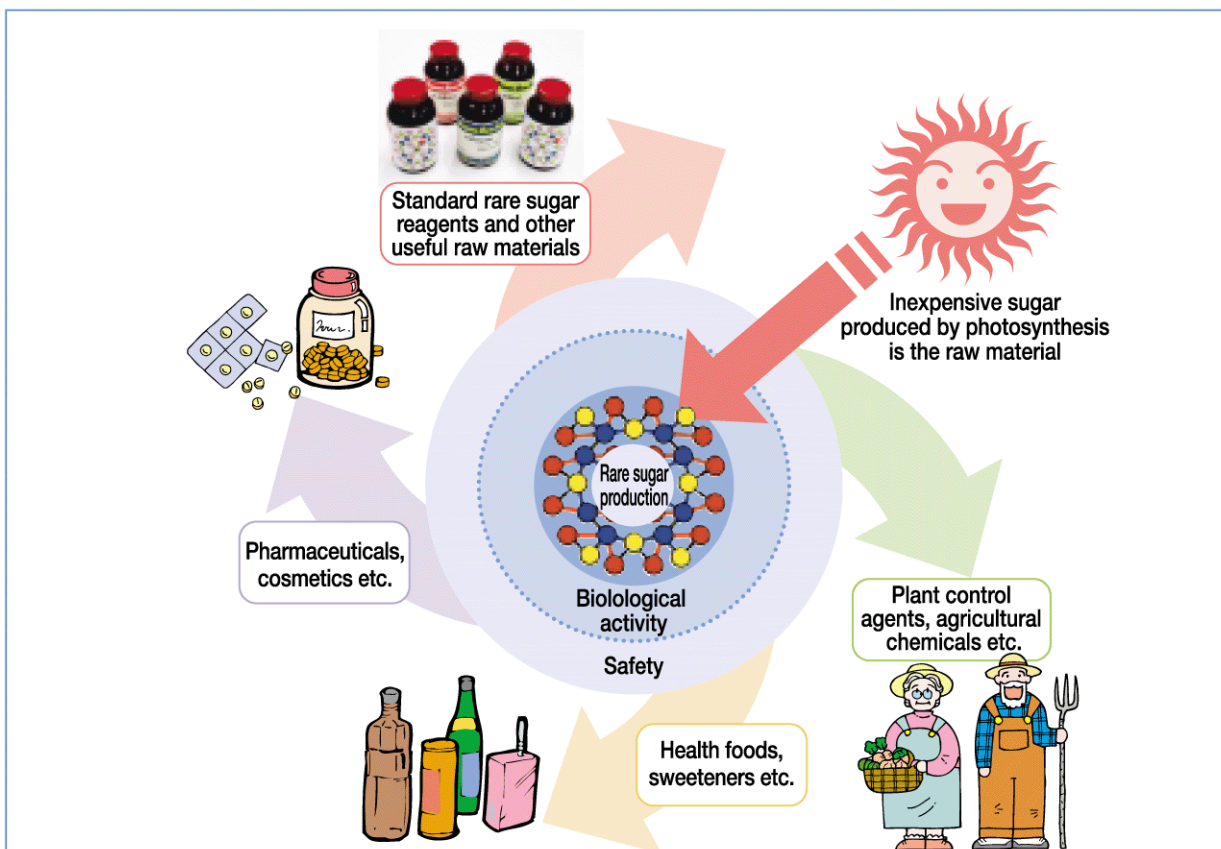 Standard rare sugar
reagents and other
useful raw materials
Inexpensive sugar
produced by photosynthesis
is the raw material
Rare sugar
production
Biolological
activity
Safety
Pharmaceuticals,
cosmetics etc.
Plant control
agents, agricultural
chemicals etc.
Health foods,
sweeteners etc.